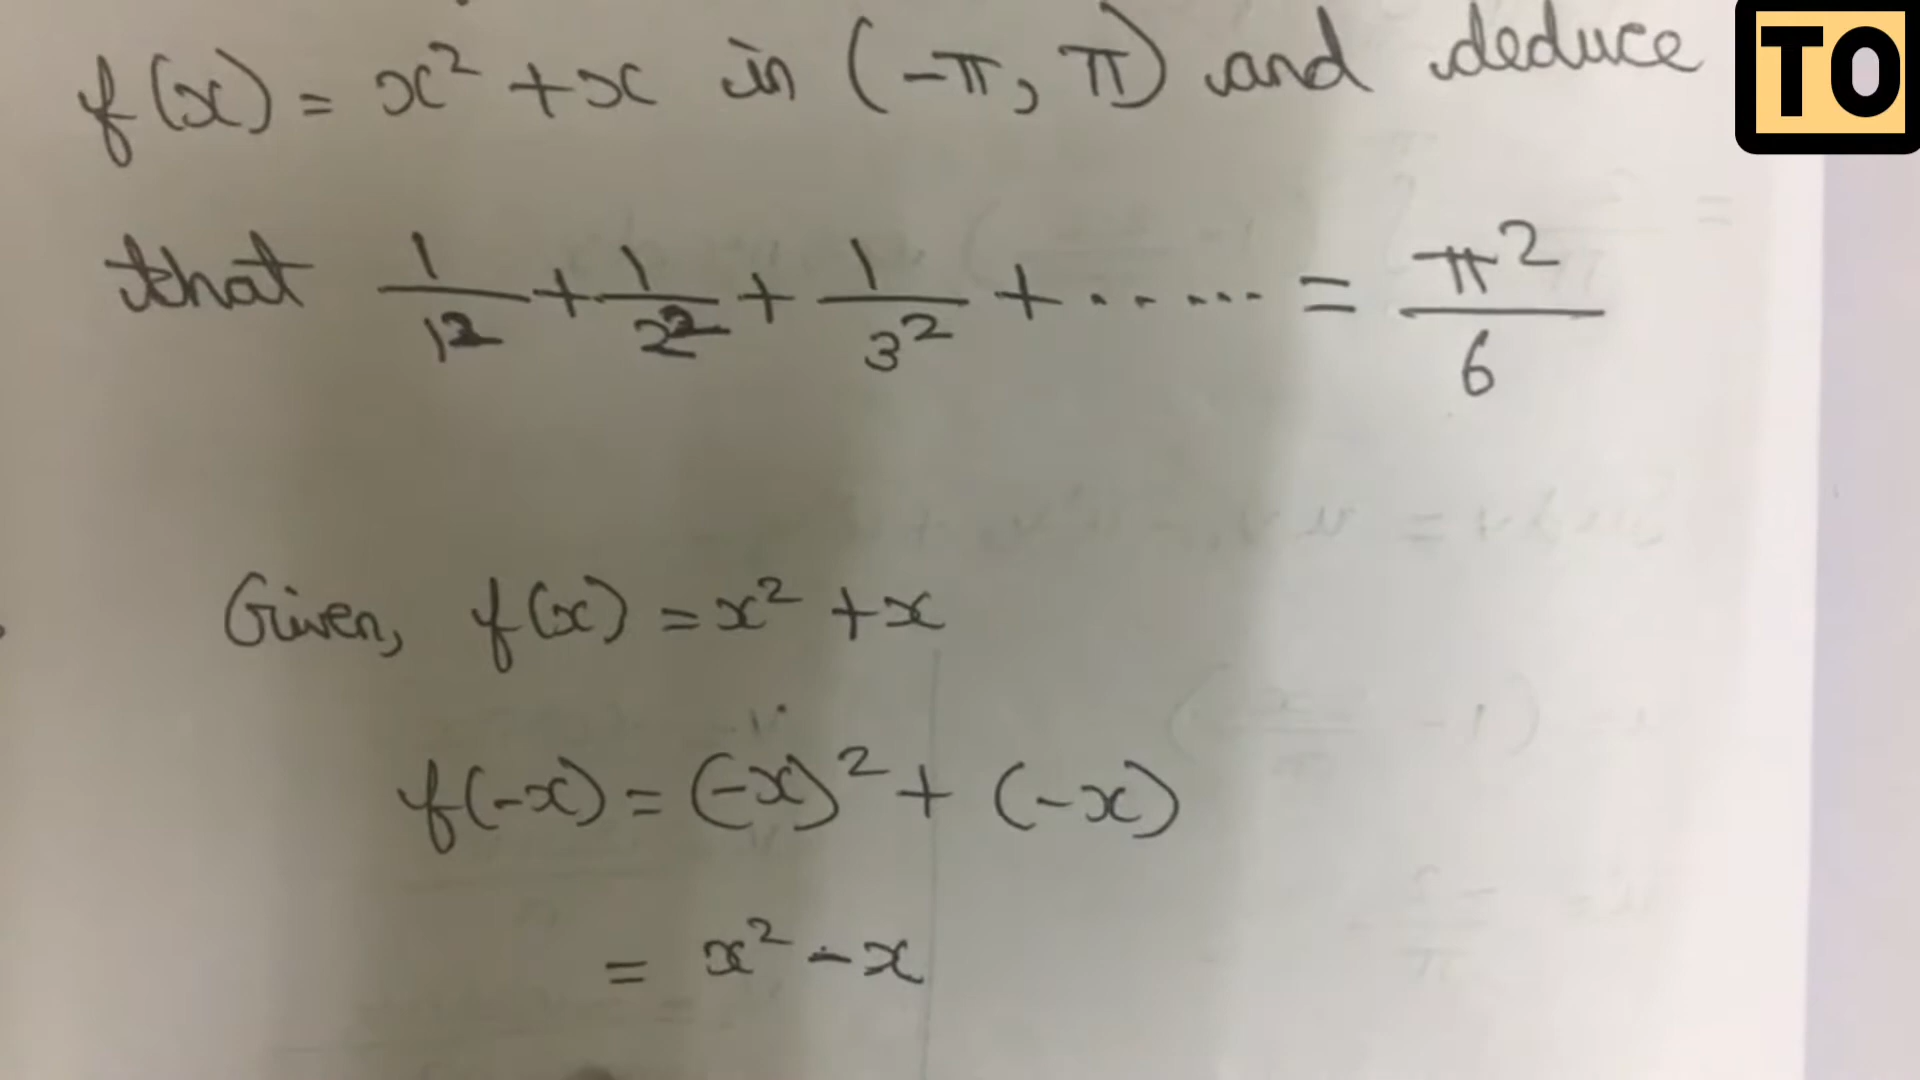 f(x) = x² + x in (-π, π) and deduce
TO
that 1/1² + 1/2² + 1/3² + ....... = π²/6
Given, f(x) = x² + x
f(-x) = (-x)² + (-x)
= x² - x